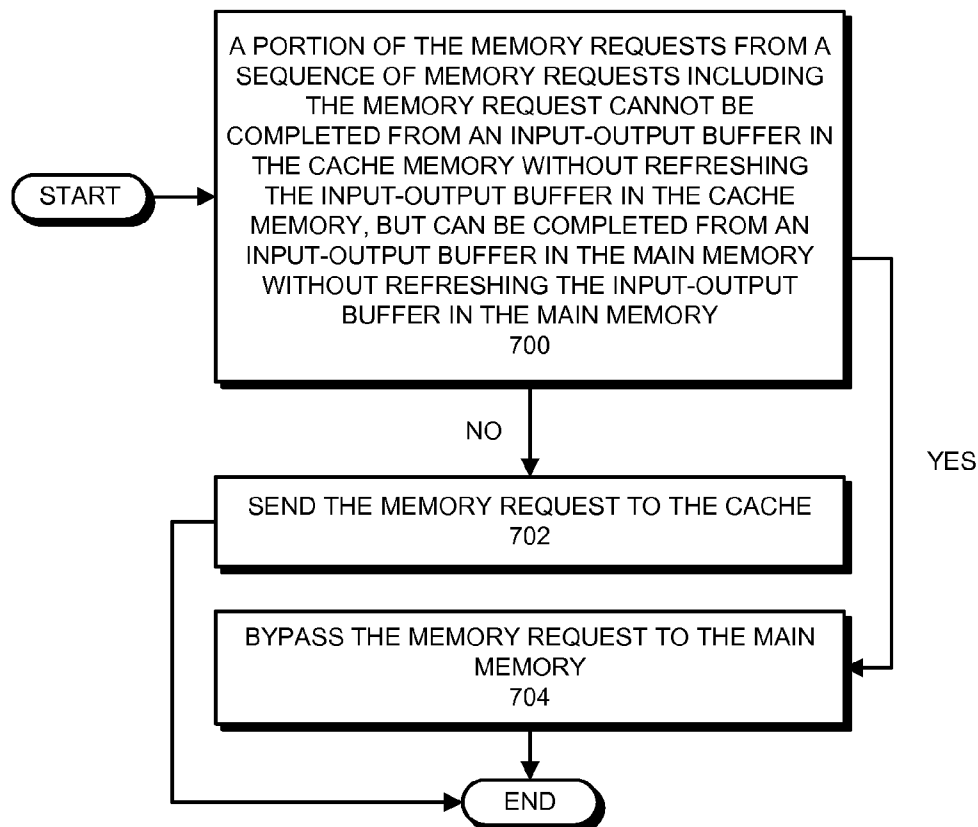 A PORTION OF THE MEMORY REQUESTS FROM A
SEQUENCE OF MEMORY REQUESTS INCLUDING
THE MEMORY REQUEST CANNOT BE
COMPLETED FROM AN INPUT-OUTPUT BUFFER IN
THE CACHE MEMORY WITHOUT REFRESHING
THE INPUT-OUTPUT BUFFER IN THE CACHE
MEMORY, BUT CAN BE COMPLETED FROM AN
INPUT-OUTPUT BUFFER IN THE MAIN MEMORY
WITHOUT REFRESHING THE INPUT-OUTPUT
BUFFER IN THE MAIN MEMORY
700
START
NO
YES
SEND THE MEMORY REQUEST TO THE CACHE
702
BYPASS THE MEMORY REQUEST TO THE MAIN
MEMORY
704
END